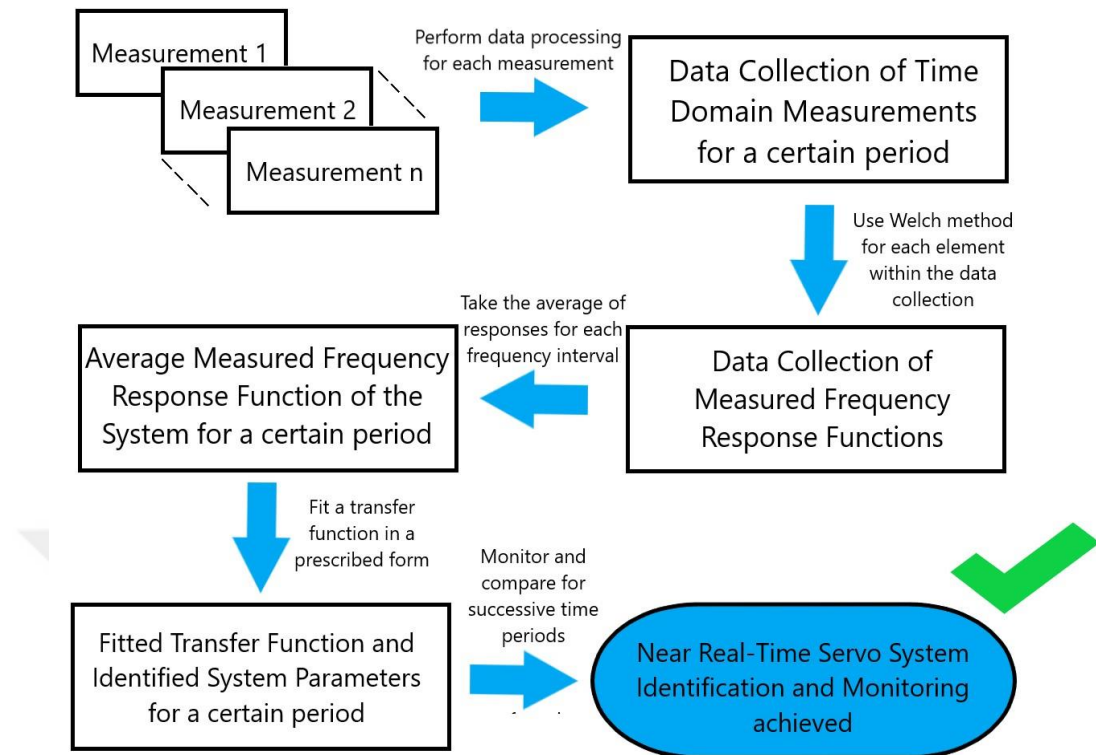 Measurement 1
Measurement 2
Measurement n
Perform data processing
for each measurement
Data Collection of Time
Domain Measurements
for a certain period
Use Welch method
for each element
within the data
collection
Data Collection of
Measured Frequency
Response Functions
Take the average of
responses for each
frequency interval
Average Measured Frequency
Response Function of the
System for a certain period
Fit a transfer
function in a
prescribed form
Fitted Transfer Function and
Identified System Parameters
for a certain period
Monitor and
compare for
successive time
periods
Near Real-Time Servo System
Identification and Monitoring
achieved